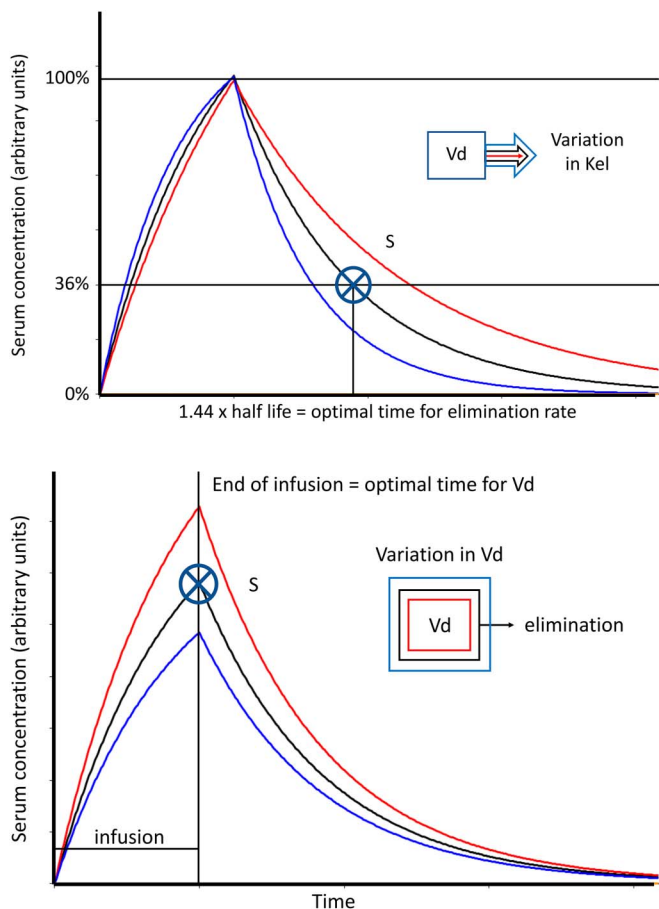 Serum concentration (arbitrary units)
100%
36%
0%
Vd
Variation
in Kel
S
1.44 x half life = optimal time for elimination rate
Serum concentration (arbitrary units)
End of infusion = optimal time for Vd
Variation in Vd
S
Vd
elimination
infusion
Time